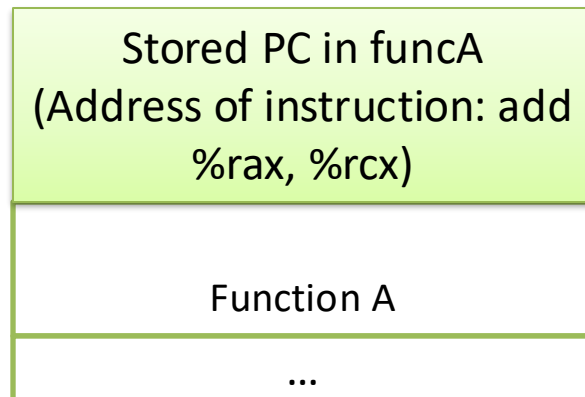 Stored PC in funcA
(Address of instruction: add
%rax, %rcx)
Function A
...